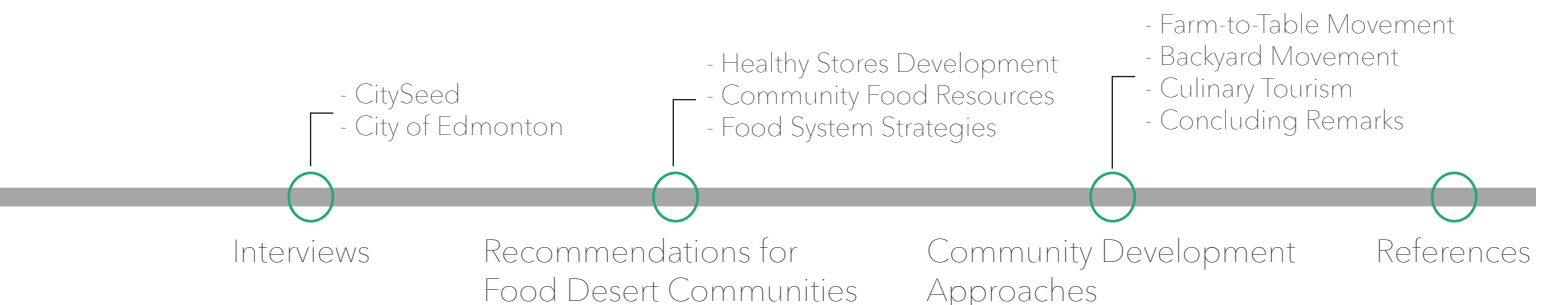 - CitySeed
- City of Edmonton
- Healthy Stores Development
- Community Food Resources
- Food System Strategies
- Farm-to-Table Movement
- Backyard Movement
- Culinary Tourism
- Concluding Remarks
Interviews
Recommendations for
Food Desert Communities
Community Development
Approaches
References